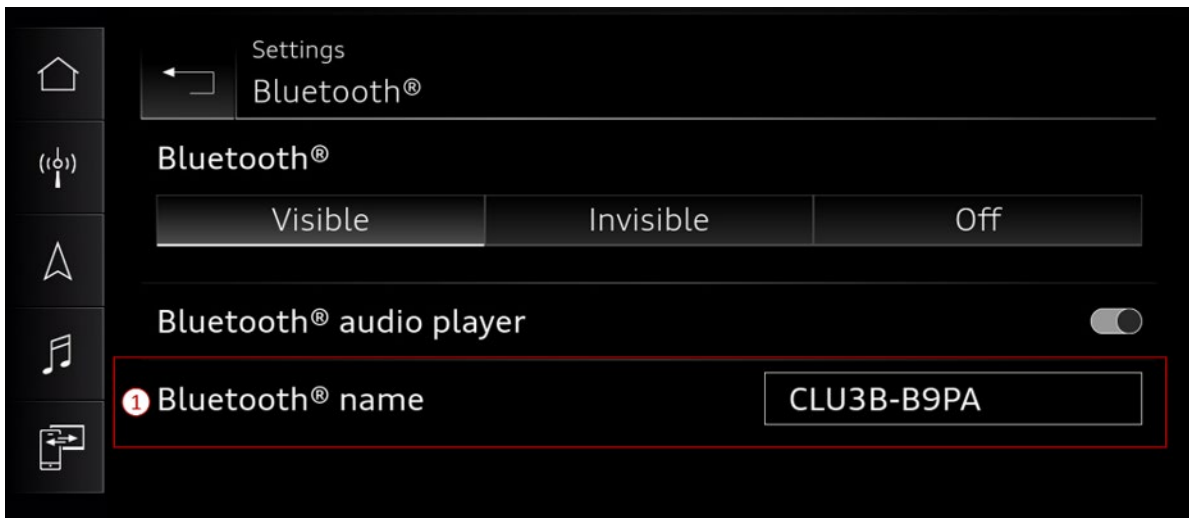 Settings
Bluetooth®
Bluetooth®
Visible Invisible Off
Bluetooth® audio player
1 Bluetooth® name CLU3B-B9PA